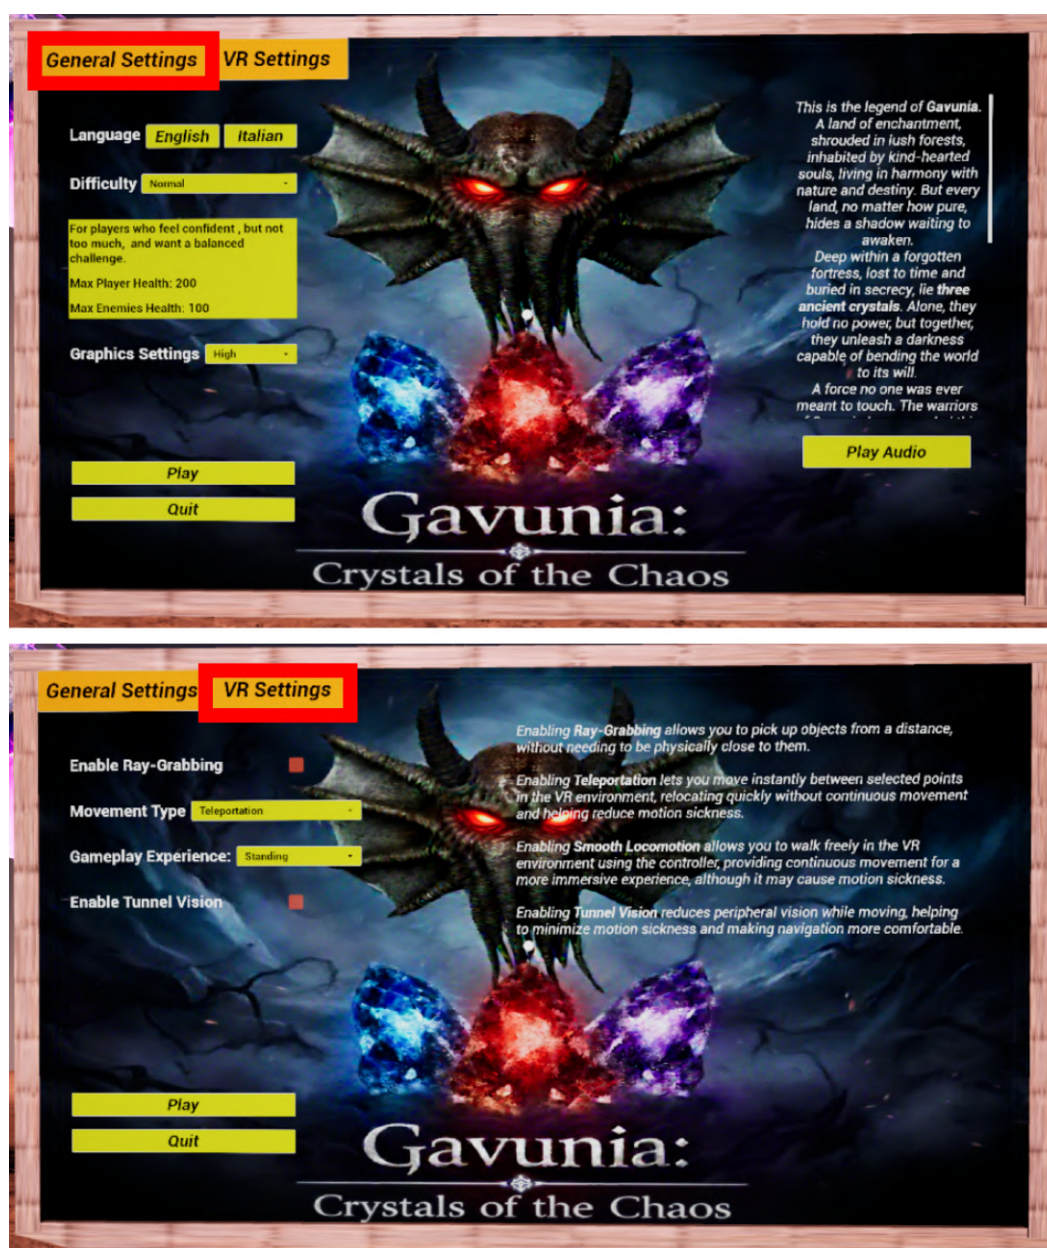 General Settings
VR Settings
Language
English
Italian
Difficulty
Normal
For players who feel confident , but not
too much,  and want a balanced
challenge.
Max Player Health: 200
Max Enemies Health: 100
Graphics Settings
High
Play
Quit
This is the legend of Gavunia.
A land of enchantment,
shrouded in lush forests,
inhabited by kind-hearted
souls, living in harmony with
nature and destiny. But every
land, no matter how pure,
hides a shadow waiting to
awaken.
Deep within a forgotten
fortress, lost to time and
buried in secrecy, lie three
ancient crystals. Alone, they
hold no power, but together,
they unleash a darkness
capable of bending the world
to its will.
A force no one was ever
meant to touch. The warriors
Play Audio
Gavunia:
Crystals of the Chaos
General Settings
VR Settings
Enable Ray-Grabbing
Movement Type
Teleportation
Gameplay Experience:
Standing
Enable Tunnel Vision
Enabling Ray-Grabbing allows you to pick up objects from a distance,
without needing to be physically close to them.
Enabling Teleportation lets you move instantly between selected points
in the VR environment, relocating quickly without continuous movement
and helping reduce motion sickness.
Enabling Smooth Locomotion allows you to walk freely in the VR
environment using the controller, providing continuous movement for a
more immersive experience, although it may cause motion sickness.
Enabling Tunnel Vision reduces peripheral vision while moving, helping
to minimize motion sickness and making navigation more comfortable.
Play
Quit
Gavunia:
Crystals of the Chaos